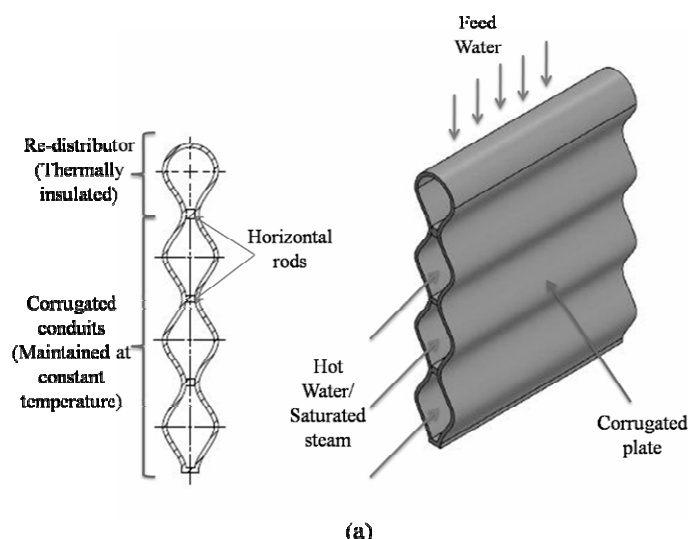 Feed
Water
Re-distributor
(Thermally
insulated)
Horizontal
rods
Corrugated
conduits
(Maintained at
constant
temperature)
Hot
Water/
Saturated
steam
Corrugated
plate
(a)